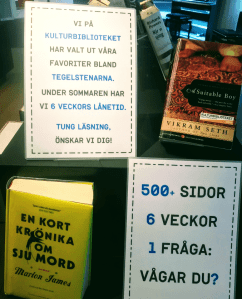 VI PÅ
KULTURBIBLIOTEKET
HAR VALT UT VÅRA
FAVORITER BLAND
TEGELSTENARNA.
UNDER SOMMAREN HAR
VI 6 VECKORS LÅNETID.
TUNG LÄSNING,
ÖNSKAR VI DIG!
A Suitable Boy
VIKRAM SETH
500+ SIDOR
6 VECKOR
1 FRÅGA:
VÅGAR DU?
EN KORT
KRÖNIKA
OM
SJU MORD
Marlon James